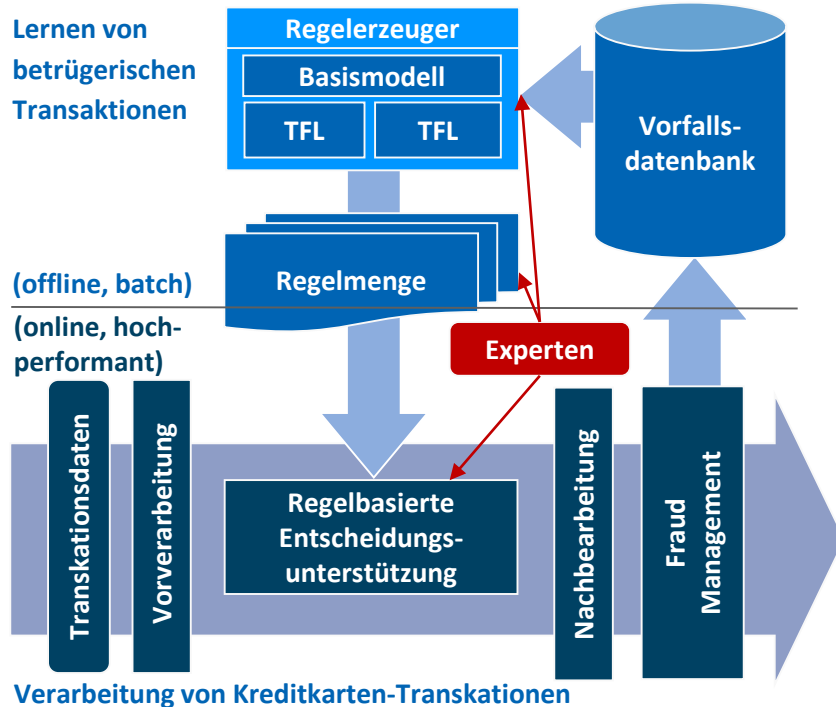 Lernen von
betrügerischen
Transaktionen
Regelerzeuger
Basismodell
TFL
TFL
Vorfalls-
datenbank
Regelmenge
(offline, batch)
(online, hoch-
performant)
Experten
Transkationsdaten
Vorverarbeitung
Regelbasierte
Entscheidungs-
unterstützung
Nachbearbeitung
Fraud
Management
Verarbeitung von Kreditkarten-Transkationen